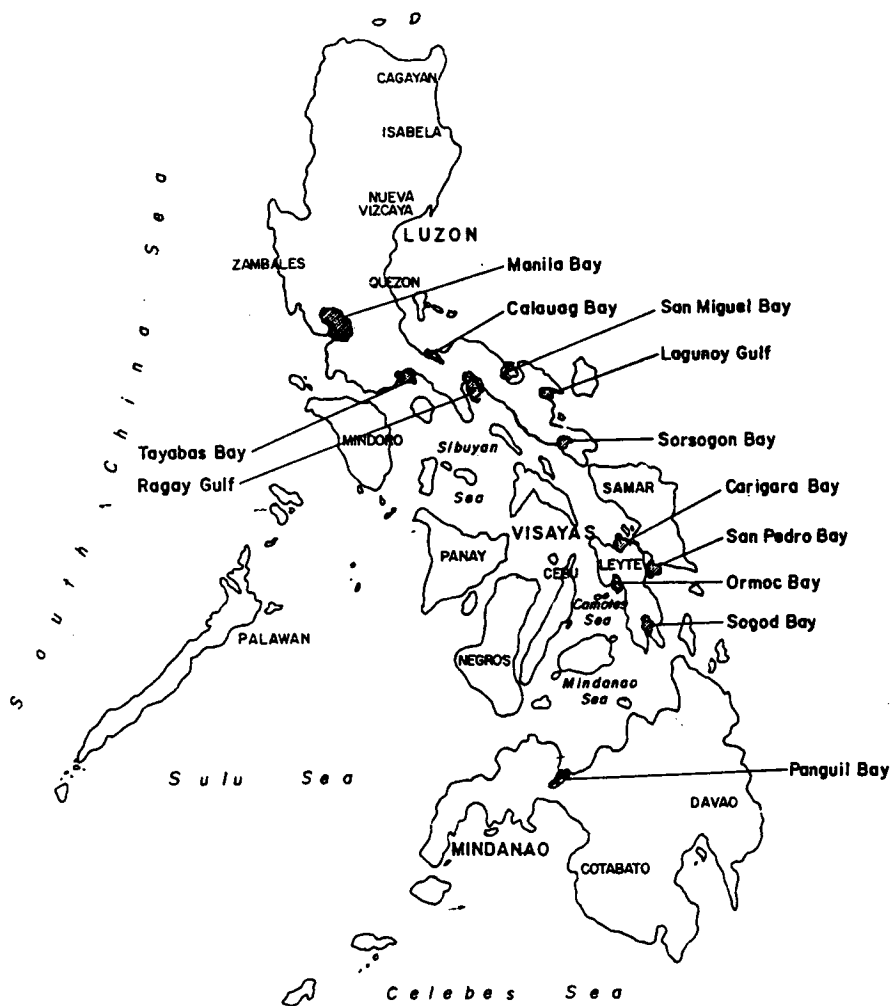 CAGAYAN
ISABELA
NUEVA
VIZCAYA
LUZON
ZAMBALES
QUEZON
Manila Bay
Calauag Bay
San Miguel Bay
Lagunoy Gulf
South China Sea
Tayabas Bay
Ragay Gulf
MINDORO
Sibuyan
Sea
Sorsogon Bay
SAMAR
Carigara Bay
VISAYAS
San Pedro Bay
PANAY
LEYTE
CEBU
Ormoc Bay
Camotes
Sea
Sogod Bay
PALAWAN
NEGROS
Mindanao
Sea
Sulu Sea
Panguil Bay
DAVAO
MINDANAO
COTABATO
Celebes Sea